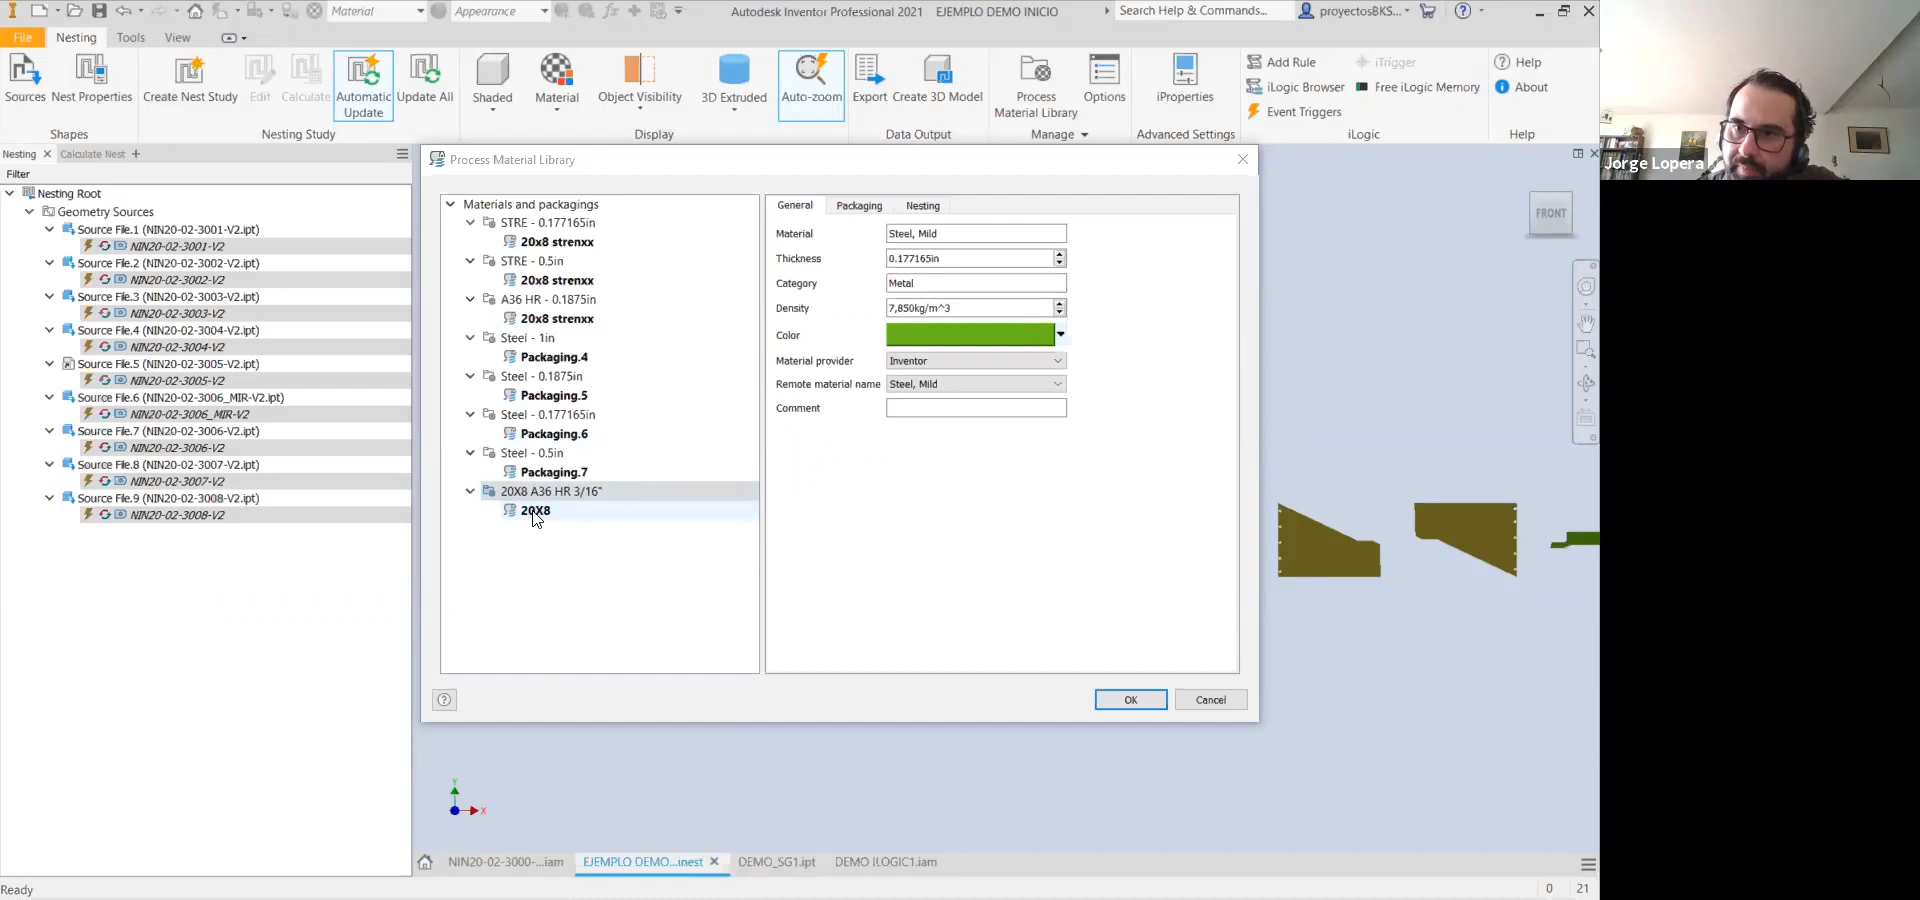 Material
Appearance
Autodesk Inventor Professional 2021 EJEMPLO DEMO INICIO
Search Help & Commands...
proyectosBKS...
File
Nesting
Tools
View
Sources
Nest Properties
Create Nest Study
Edit
Calculate
Automatic Update
Update All
Shaded
Material
Object Visibility
3D Extruded
Auto-zoom
Export
Create 3D Model
Process Material Library
Options
iProperties
Add Rule
iTrigger
iLogic Browser
Free iLogic Memory
Event Triggers
Help
About
Shapes
Nesting Study
Display
Data Output
Manage
Advanced Settings
iLogic
Help
Nesting
Calculate Nest
Filter
Nesting Root
Geometry Sources
Source File.1 (NIN20-02-3001-V2.ipt)
NIN20-02-3001-V2
Source File.2 (NIN20-02-3002-V2.ipt)
NIN20-02-3002-V2
Source File.3 (NIN20-02-3003-V2.ipt)
NIN20-02-3003-V2
Source File.4 (NIN20-02-3004-V2.ipt)
NIN20-02-3004-V2
Source File.5 (NIN20-02-3005-V2.ipt)
NIN20-02-3005-V2
Source File.6 (NIN20-02-3006_MIR-V2.ipt)
NIN20-02-3006_MIR-V2
Source File.7 (NIN20-02-3006-V2.ipt)
NIN20-02-3006-V2
Source File.8 (NIN20-02-3007-V2.ipt)
NIN20-02-3007-V2
Source File.9 (NIN20-02-3008-V2.ipt)
NIN20-02-3008-V2
Process Material Library
Materials and packagings
STRE - 0.177165in
20x8 strenxx
STRE - 0.5in
20x8 strenxx
A36 HR - 0.1875in
20x8 strenxx
Steel - 1in
Packaging.4
Steel - 0.1875in
Packaging.5
Steel - 0.177165in
Packaging.6
Steel - 0.5in
Packaging.7
20X8 A36 HR 3/16"
20X8
General
Packaging
Nesting
Material Steel, Mild
Thickness 0.177165in
Category Metal
Density 7,850kg/m^3
Color
Material provider Inventor
Remote material name Steel, Mild
Comment
OK
Cancel
FRONT
Jorge Lopera
Y
X
NIN20-02-3000-...iam
EJEMPLO DEMO...inest
DEMO_SG1.ipt
DEMO ILOGIC1.iam
Ready
0
21